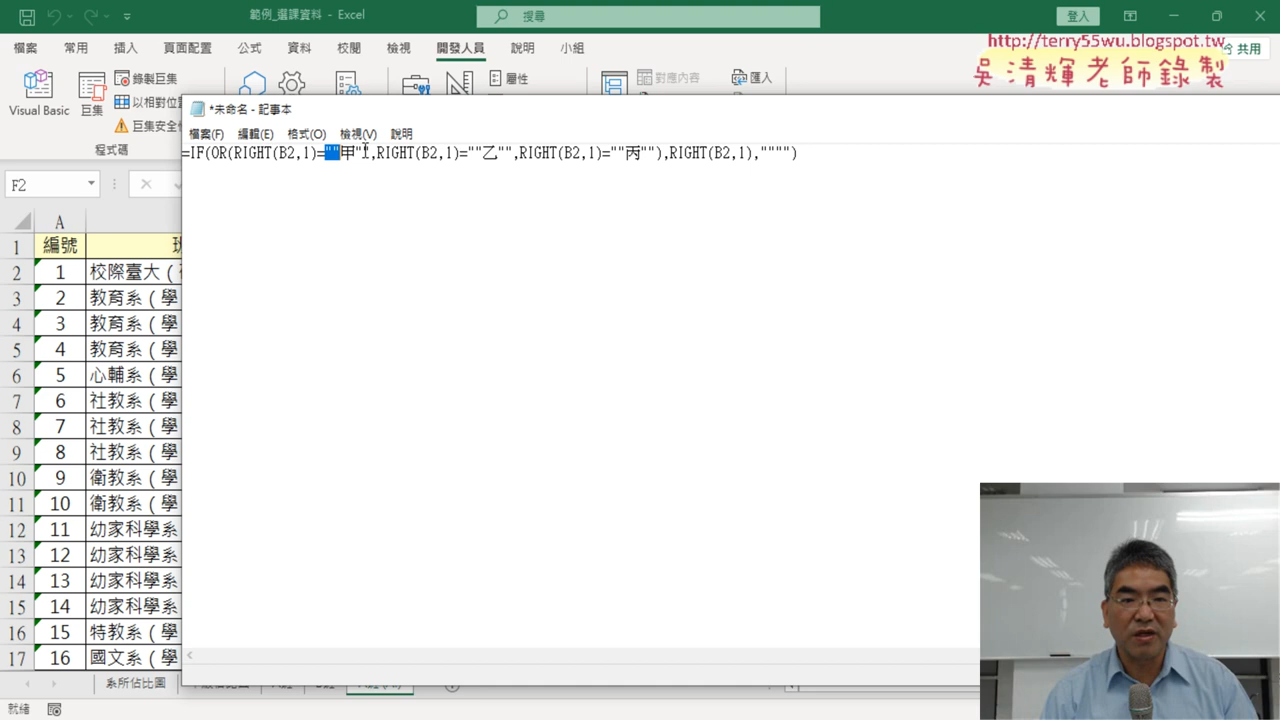 範例_選課資料 - Excel
搜尋
登入
http://terry55wu.blogspot.tw
吳清輝老師錄製
檔案 常用 插入 頁面配置 公式 資料 校閱 檢視 開發人員 說明 小組
共用
Visual Basic 巨集 錄製巨集
巨集安全
程式碼
屬性
對應內容
匯入
*未命名 - 記事本
檔案(F) 編輯(E) 格式(O) 檢視(V) 說明
=IF(OR(RIGHT(B2,1)=""甲"",RIGHT(B2,1)=""乙"",RIGHT(B2,1)=""丙""),RIGHT(B2,1),"""")
F2
A
1 編號
2 1 校際臺大（
3 2 教育系（學
4 3 教育系（學
5 4 教育系（學
6 5 心輔系（學
7 6 社教系（學
8 7 社教系（學
9 8 社教系（學
10 9 衛教系（學
11 10 衛教系（學
12 11 幼家科學系
13 12 幼家科學系
14 13 幼家科學系
15 14 幼家科學系
16 15 特教系（學
17 16 國文系（學
系所佔比圖
就緒